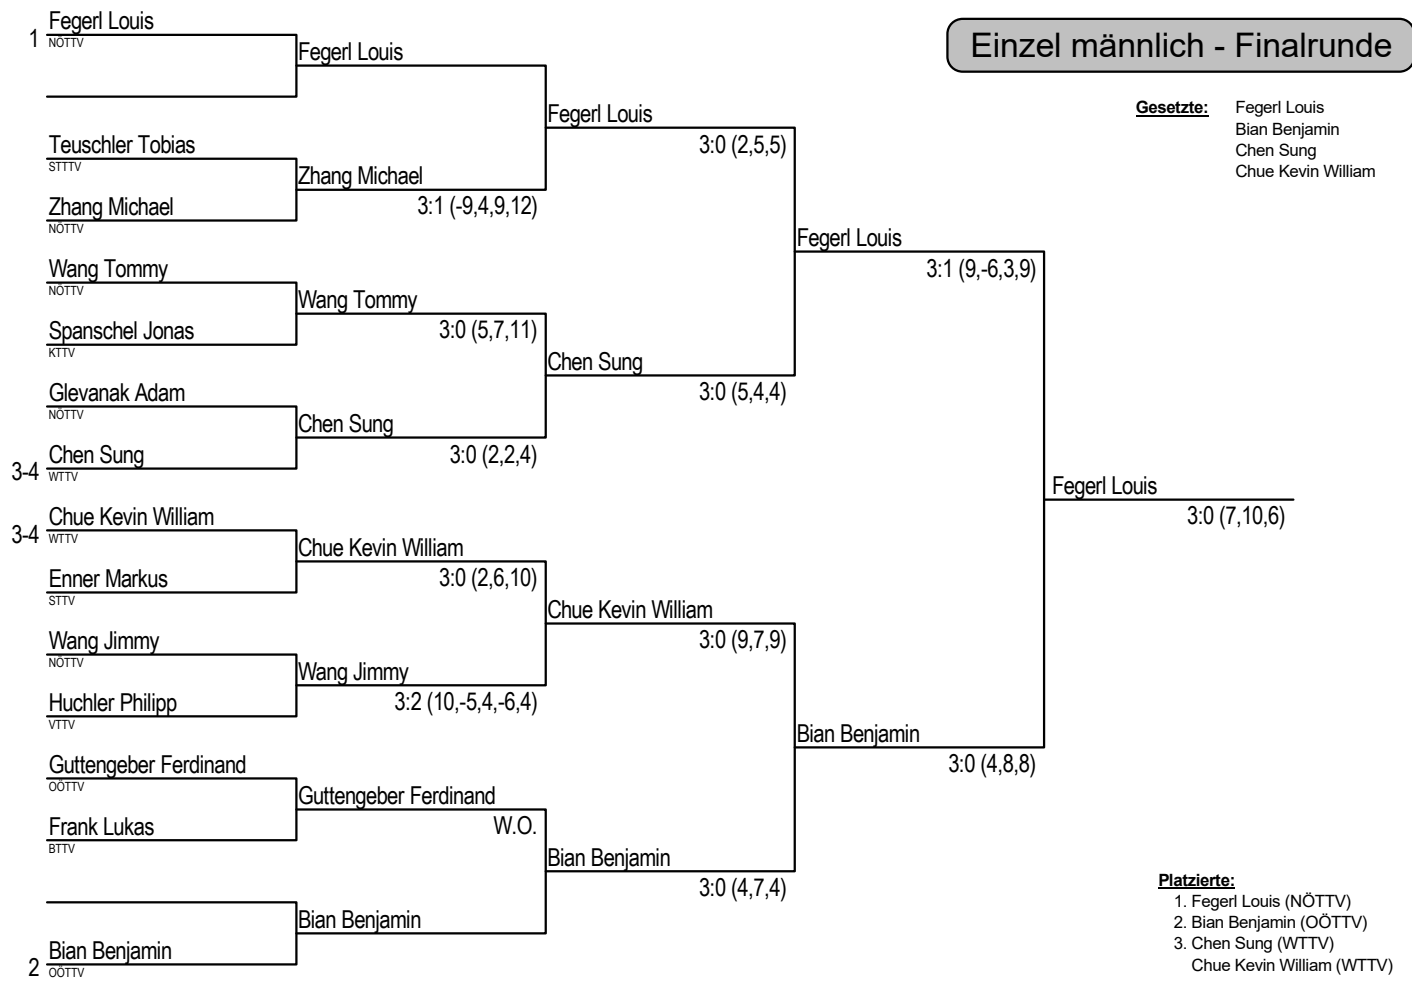 Einzel männlich - Finalrunde
Gesetzte: Fegerl Louis
Bian Benjamin
Chen Sung
Chue Kevin William
1 Fegerl Louis
NÖTTV
Teuschler Tobias
STTTV
Zhang Michael
NÖTTV
Wang Tommy
NÖTTV
Spanschel Jonas
KTTV
Glevanak Adam
NÖTTV
3-4 Chen Sung
WTTV
3-4 Chue Kevin William
WTTV
Enner Markus
STTV
Wang Jimmy
NÖTTV
Huchler Philipp
VTTV
Guttengeber Ferdinand
OÖTTV
Frank Lukas
BTTV
2 Bian Benjamin
OÖTTV
Fegerl Louis
Zhang Michael
3:1 (-9,4,9,12)
Wang Tommy
3:0 (5,7,11)
Chen Sung
3:0 (2,2,4)
Chue Kevin William
3:0 (2,6,10)
Wang Jimmy
3:2 (10,-5,4,-6,4)
Guttengeber Ferdinand
W.O.
Bian Benjamin
Fegerl Louis
3:0 (2,5,5)
Chen Sung
3:0 (5,4,4)
Chue Kevin William
3:0 (9,7,9)
Bian Benjamin
3:0 (4,7,4)
Fegerl Louis
3:1 (9,-6,3,9)
Bian Benjamin
3:0 (4,8,8)
Fegerl Louis
3:0 (7,10,6)
Platzierte:
1. Fegerl Louis (NÖTTV)
2. Bian Benjamin (OÖTTV)
3. Chen Sung (WTTV)
Chue Kevin William (WTTV)